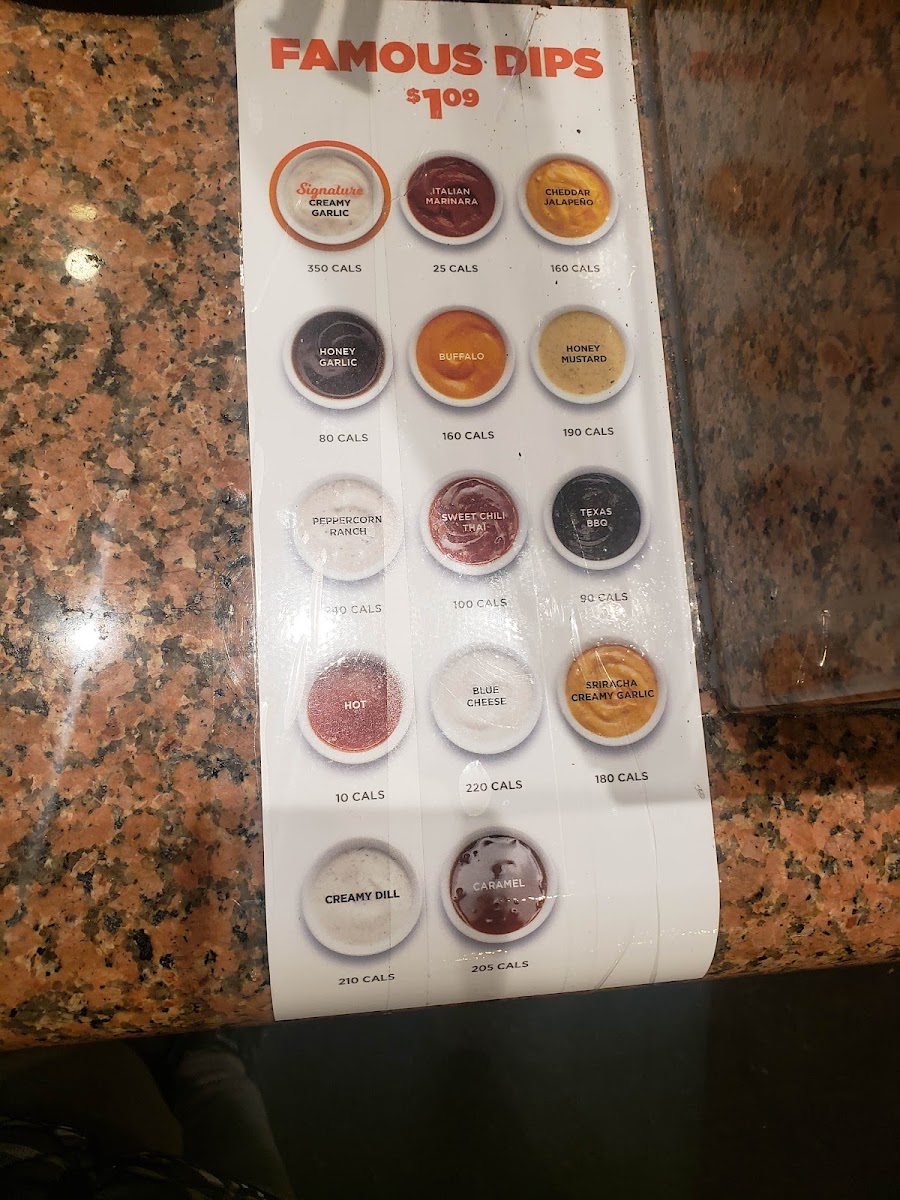 FAMOUS DIPS
$1.09
Signature
CREAMY
GARLIC
350 CALS
ITALIAN
MARINARA
25 CALS
CHEDDAR
JALAPEÑO
160 CALS
HONEY
GARLIC
80 CALS
BUFFALO
160 CALS
HONEY
MUSTARD
190 CALS
PEPPERCORN
RANCH
CALS
SWEET CHILI
THAI
100 CALS
TEXAS
BBQ
90 CALS
HOT
10 CALS
BLUE
CHEESE
220 CALS
SRIRACHA
CREAMY GARLIC
180 CALS
CREAMY DILL
210 CALS
CARAMEL
205 CALS